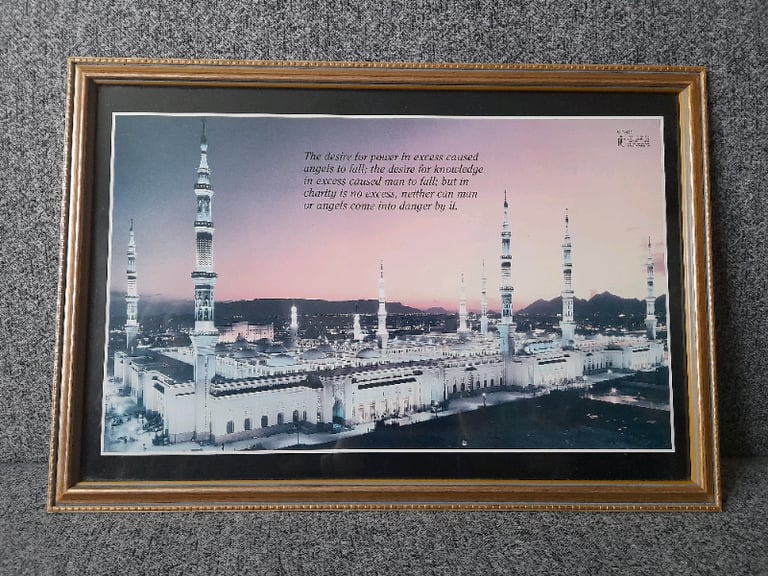 The desire for power in excess caused
angels to fall; the desire for knowledge
in excess caused man to fall; but in
charity is no excess, neither can man
or angels come into danger by it.